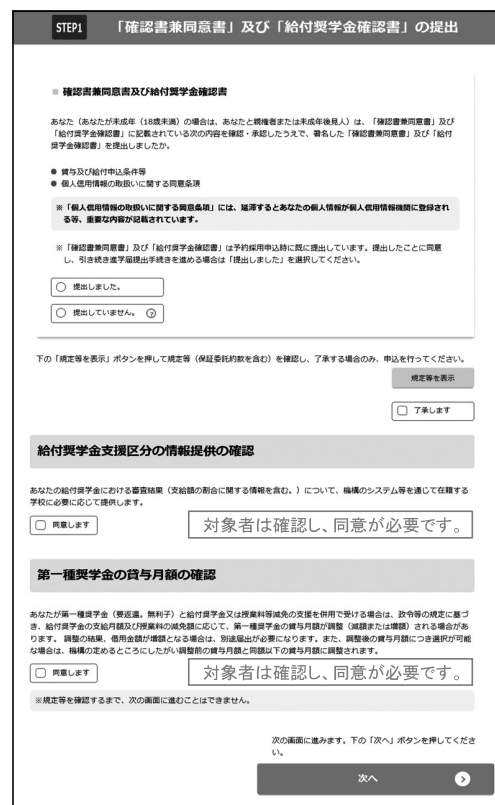 STEP1 「確認書兼同意書」及び「給付奨学金確認書」の提出
■ 確認書兼同意書及び給付奨学金確認書
あなた（あなたが未成年（18歳未満）の場合は、あなたと親権者または未成年後見人）は、「確認書兼同意書」及び
「給付奨学金確認書」に記載されている次の内容を確認・承認したうえで、署名した「確認書兼同意書」及び「給付
奨学金確認書」を提出しましたか。
● 貸与及び給付申込条件等
● 個人信用情報の取扱いに関する同意条項
※「個人信用情報の取扱いに関する同意条項」には、延滞するとあなたの個人情報が個人信用情報機関に登録され
る等、重要な内容が記載されています。
※「確認書兼同意書」及び「給付奨学金確認書」は予約採用申込時に既に提出しています。提出したことに同意
し、引き続き進学届提出手続きを進める場合は「提出しました」を選択してください。
提出しました。
提出していません。 ?
下の「規定等を表示」ボタンを押して規定等（保証委託約款を含む）を確認し、了承する場合のみ、申込を行ってください。
規定等を表示
了承します
給付奨学金支援区分の情報提供の確認
あなたの給付奨学金における審査結果（支給額の割合に関する情報を含む。）について、機構のシステム等を通じて在籍する
学校に必要に応じて提供します。
同意します 対象者は確認し、同意が必要です。
第一種奨学金の貸与月額の確認
あなたが第一種奨学金（要返還。無利子）と給付奨学金又は授業料等減免の支援を併用で受ける場合は、政令等の規定に基づ
き、給付奨学金の支給月額及び授業料の減免額に応じて、第一種奨学金の貸与月額が調整（減額または増額）される場合があ
ります。 調整の結果、借用金額が増額となる場合は、別途届出が必要になります。また、調整後の貸与月額につき選択が可能
な場合は、機構の定めるところにしたがい調整前の貸与月額と同額以下の貸与月額に調整されます。
同意します 対象者は確認し、同意が必要です。
※規定等を確認するまで、次の画面に進むことはできません。
次の画面に進みます。下の「次へ」ボタンを押してくださ
い。
次へ